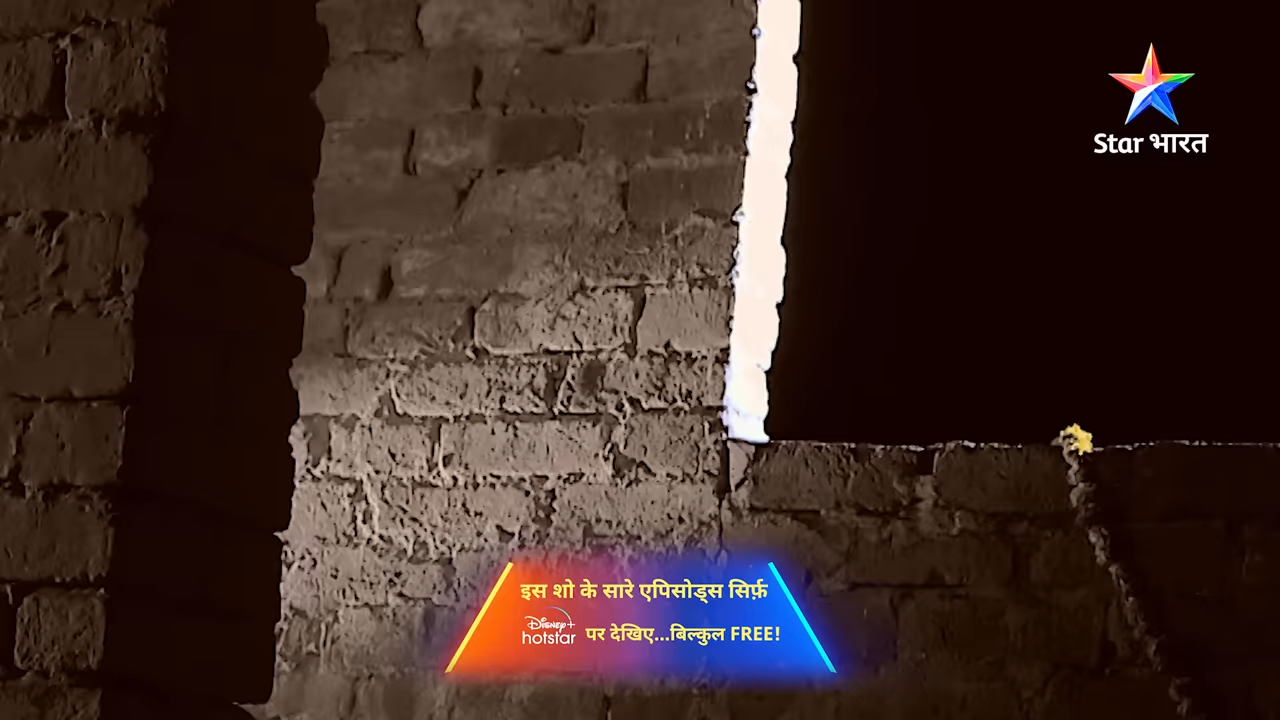 Star भारत
इस शो के सारे एपिसोड्स सिर्फ़
Disney+ hotstar पर देखिए...बिल्कुल FREE!